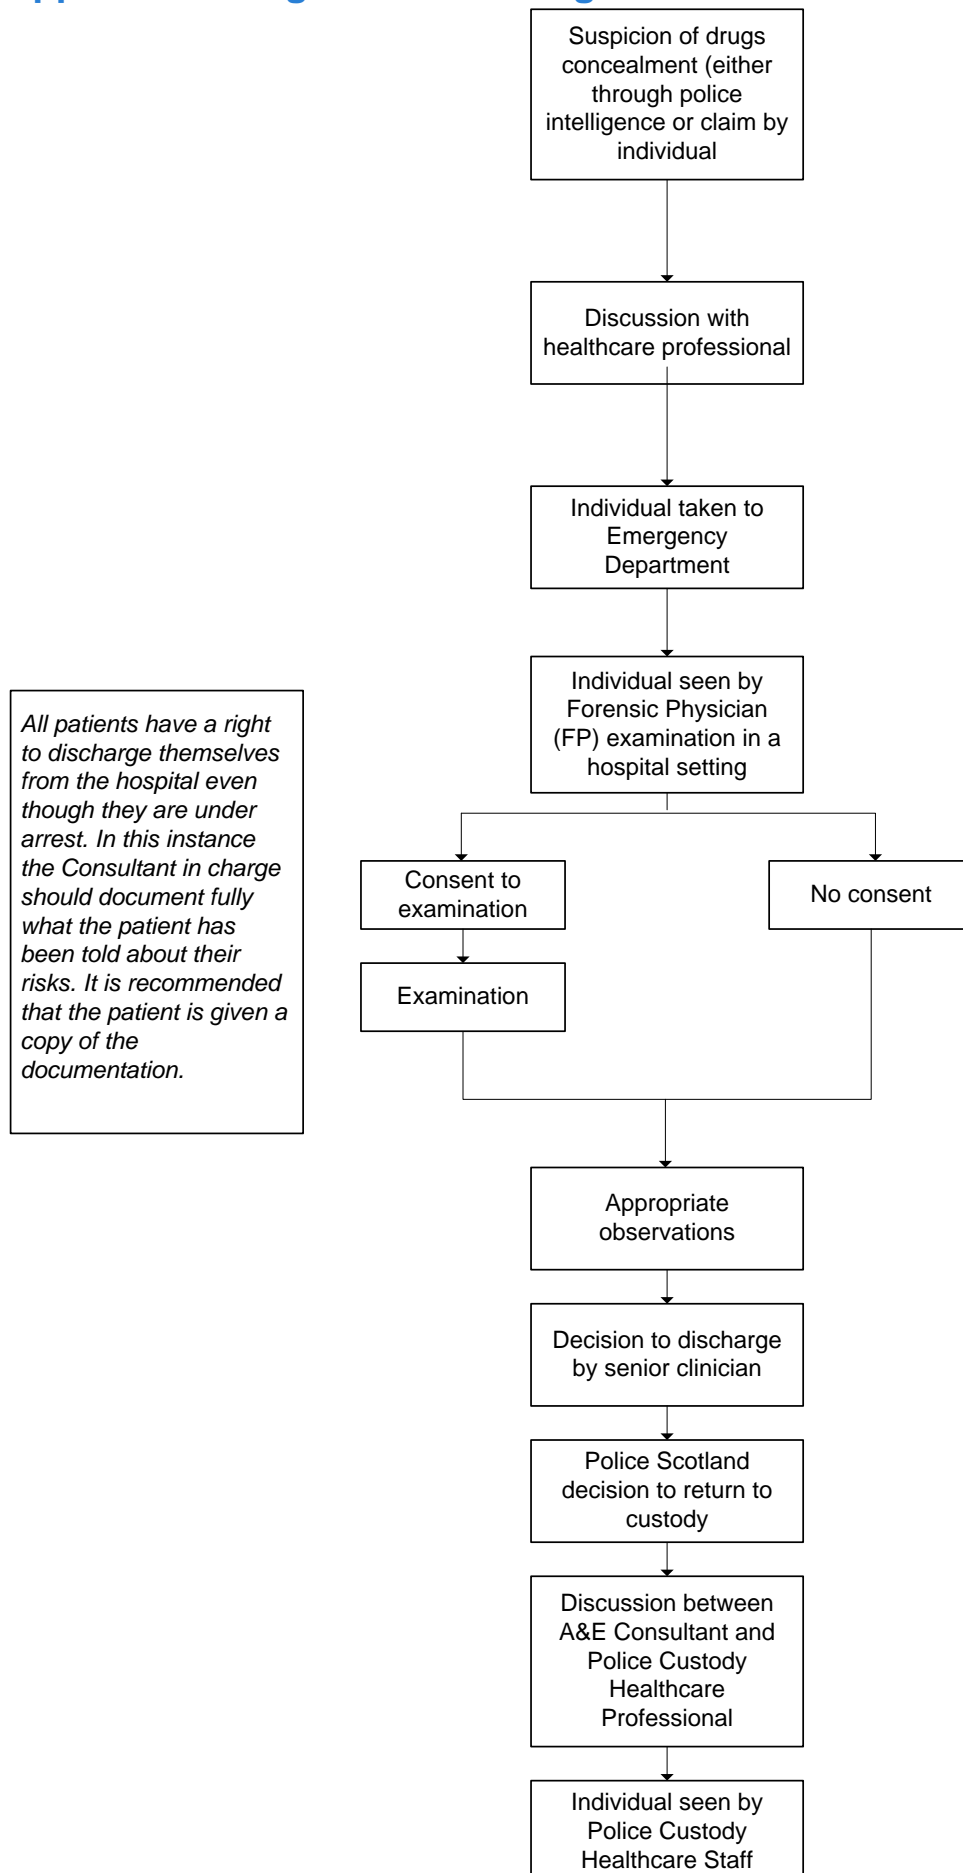 Suspicion of drugs
concealment (either
through police
intelligence or claim by
individual
Discussion with
healthcare professional
Individual taken to
Emergency
Department
Individual seen by
Forensic Physician
(FP) examination in a
hospital setting
All patients have a right
to discharge themselves
from the hospital even
though they are under
arrest. In this instance
the Consultant in charge
should document fully
what the patient has
been told about their
risks. It is recommended
that the patient is given a
copy of the
documentation.
Consent to
examination
No consent
Examination
Appropriate
observations
Decision to discharge
by senior clinician
Police Scotland
decision to return to
custody
Discussion between
A&E Consultant and
Police Custody
Healthcare
Professional
Individual seen by
Police Custody
Healthcare Staff